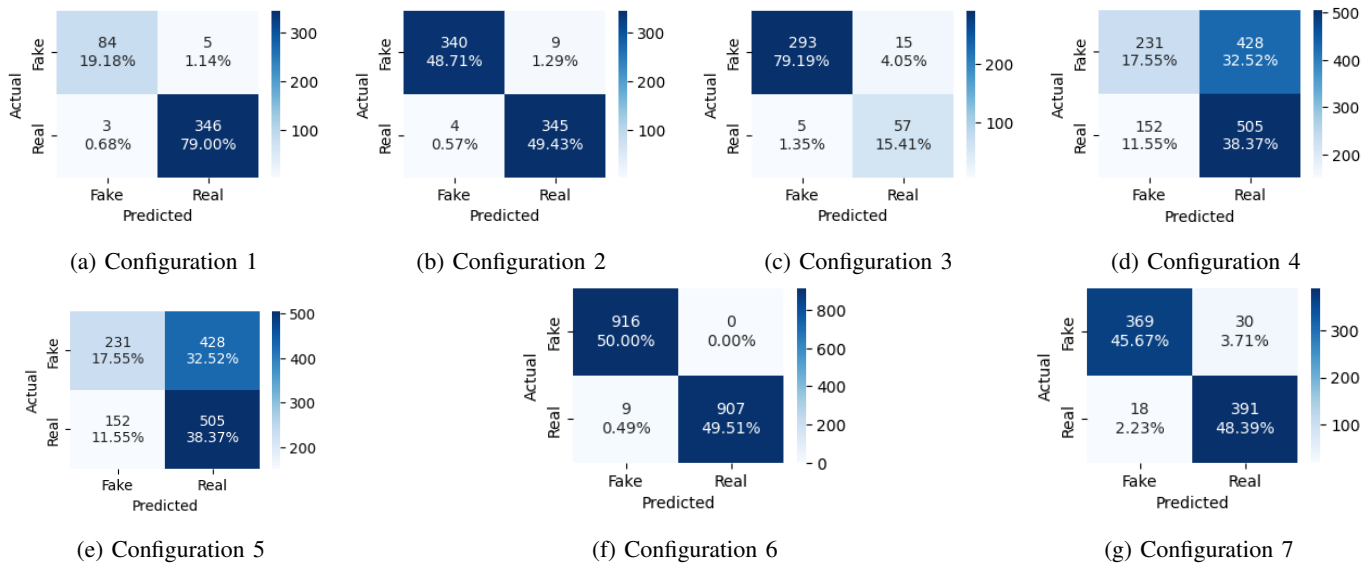 84 5 300
19.18% 1.14%
Fake
200
Actual
3 346
0.68% 79.00%
Real
100
Fake Real
Predicted
(a) Configuration 1
340 9 300
48.71% 1.29%
Fake
200
Actual
4 345
0.57% 49.43%
Real
100
Fake Real
Predicted
(b) Configuration 2
293 15
79.19% 4.05%
Fake
200
Actual
5 57
1.35% 15.41%
Real
100
Fake Real
Predicted
(c) Configuration 3
500
231 428
17.55% 32.52%
Fake
400
Actual
300
152 505
11.55% 38.37%
Real
200
Fake Real
Predicted
(d) Configuration 4
500
231 428
17.55% 32.52%
Fake
400
Actual
300
152 505
11.55% 38.37%
Real
200
Fake Real
Predicted
(e) Configuration 5
800
916 0
50.00% 0.00%
Fake
600
Actual
400
9 907
0.49% 49.51%
Real
200
0
Fake Real
Predicted
(f) Configuration 6
369 30
45.67% 3.71%
Fake
300
Actual
200
18 391
2.23% 48.39%
Real
100
Fake Real
Predicted
(g) Configuration 7